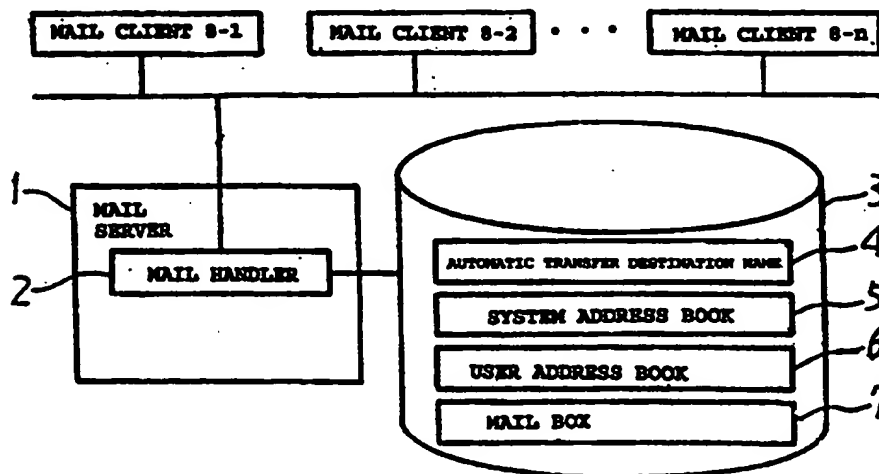 MAIL CLIENT 8-1
MAIL CLIENT 8-2
• • •
MAIL CLIENT 8-n
1
MAIL
SERVER
2
MAIL HANDLER
3
4
AUTOMATIC TRANSFER DESTINATION NAME
5
SYSTEM ADDRESS BOOK
6
USER ADDRESS BOOK
7
MAIL BOX